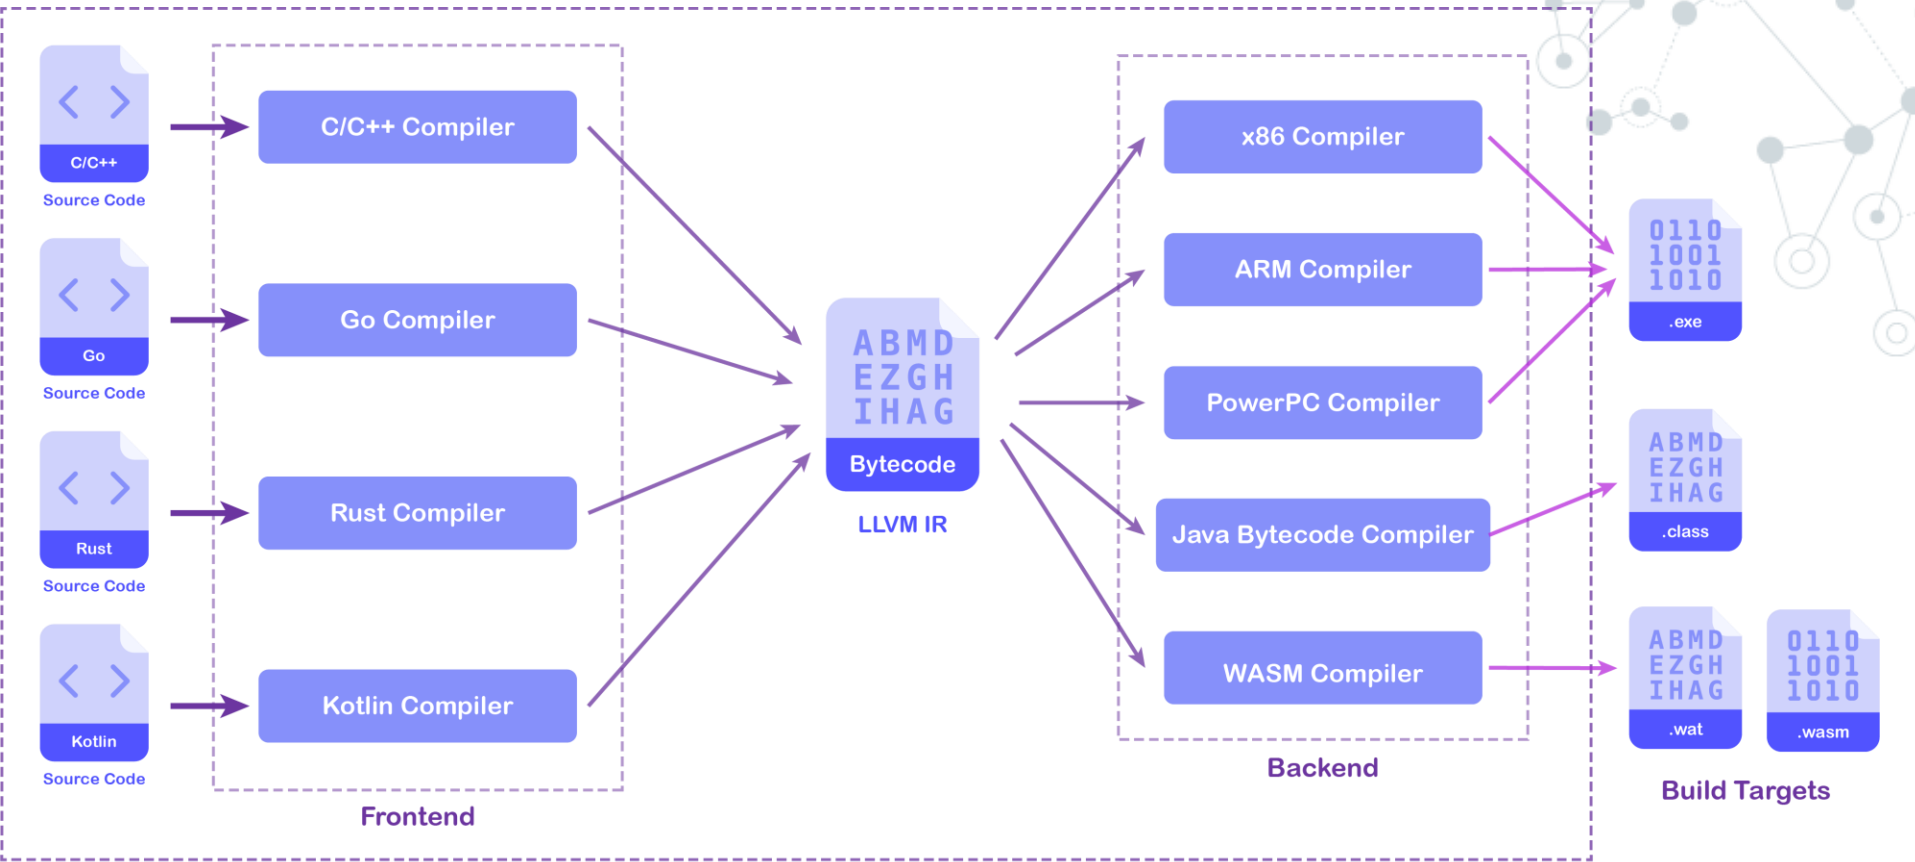 C/C++
Source Code
Go
Source Code
Rust
Source Code
Kotlin
Source Code
C/C++ Compiler
Go Compiler
Rust Compiler
Kotlin Compiler
Frontend
ABMD
EZGH
IHAG
Bytecode
LLVM IR
x86 Compiler
ARM Compiler
PowerPC Compiler
Java Bytecode Compiler
WASM Compiler
Backend
0110
1001
1010
.exe
ABMD
EZGH
IHAG
.class
ABMD
EZGH
IHAG
.wat
0110
1001
1010
.wasm
Build Targets